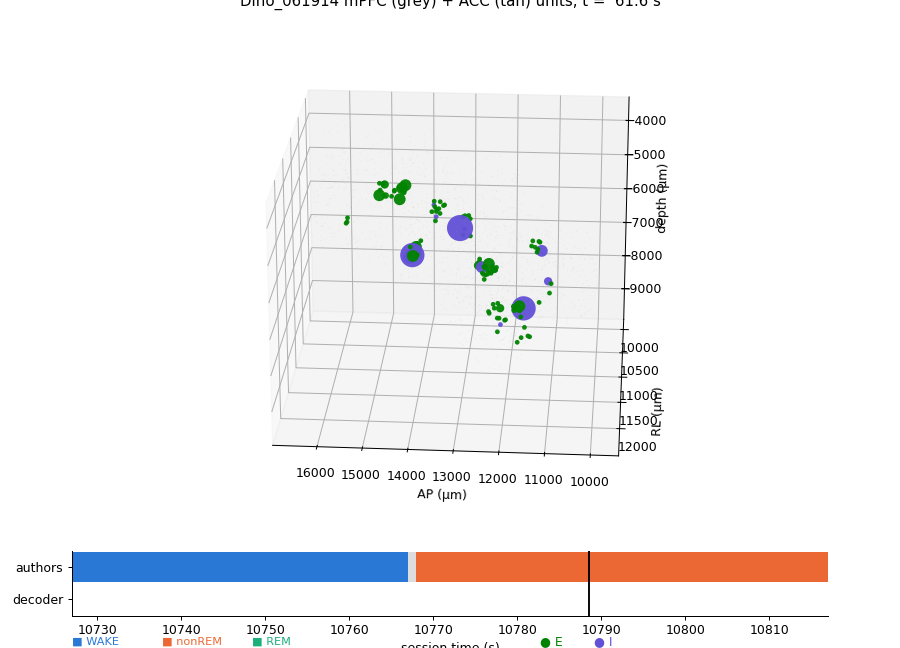 Dino_061914 mPFC (grey) + ACC (tan) units, t = 61.6 s
4000
5000
6000
7000
8000
9000
depth (μm)
10000
10500
11000
11500
12000
RL (μm)
16000 15000 14000 13000 12000 11000 10000
AP (μm)
authors
decoder
10730 10740 10750 10760 10770 10780 10790 10800 10810
WAKE nonREM REM session time (s) E I